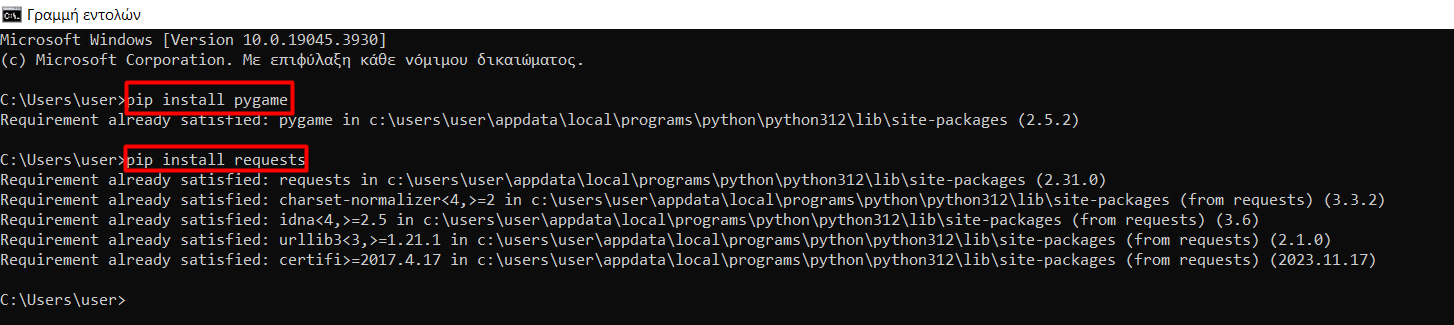 Γραμμή εντολών
Microsoft Windows [Version 10.0.19045.3930]
(c) Microsoft Corporation. Με επιφύλαξη κάθε νόμιμου δικαιώματος.
C:\Users\user>pip install pygame
Requirement already satisfied: pygame in c:\users\user\appdata\local\programs\python\python312\lib\site-packages (2.5.2)
C:\Users\user>pip install requests
Requirement already satisfied: requests in c:\users\user\appdata\local\programs\python\python312\lib\site-packages (2.31.0)
Requirement already satisfied: charset-normalizer<4,>=2 in c:\users\user\appdata\local\programs\python\python312\lib\site-packages (from requests) (3.3.2)
Requirement already satisfied: idna<4,>=2.5 in c:\users\user\appdata\local\programs\python\python312\lib\site-packages (from requests) (3.6)
Requirement already satisfied: urllib3<3,>=1.21.1 in c:\users\user\appdata\local\programs\python\python312\lib\site-packages (from requests) (2.1.0)
Requirement already satisfied: certifi>=2017.4.17 in c:\users\user\appdata\local\programs\python\python312\lib\site-packages (from requests) (2023.11.17)
C:\Users\user>